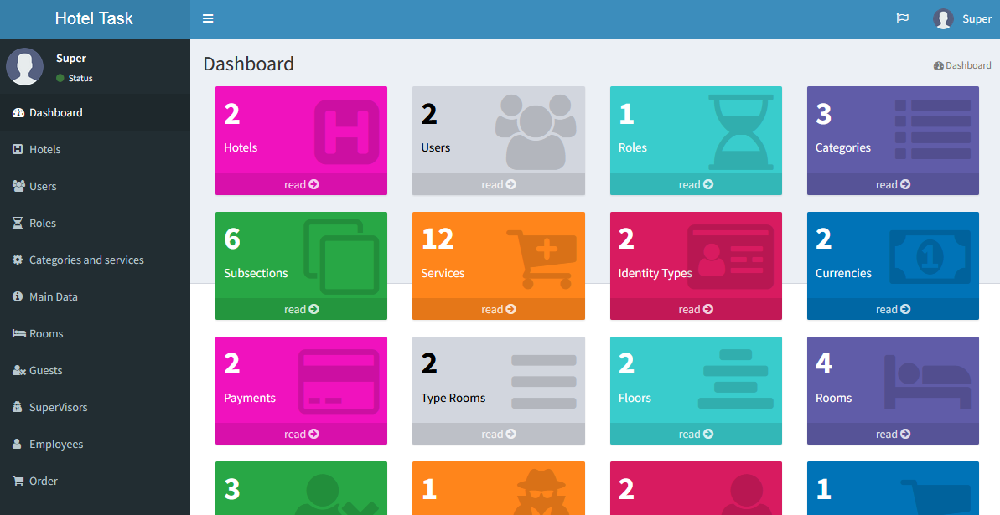 Hotel Task
Super
Super
Status
Dashboard
Hotels
Users
Roles
Categories and services
Main Data
Rooms
Guests
SuperVisors
Employees
Order
Dashboard
Dashboard
2
Hotels
read
2
Users
read
1
Roles
read
3
Categories
read
6
Subsections
read
12
Services
read
2
Identity Types
read
2
Currencies
read
2
Payments
read
2
Type Rooms
read
2
Floors
read
4
Rooms
read
3
1
2
1